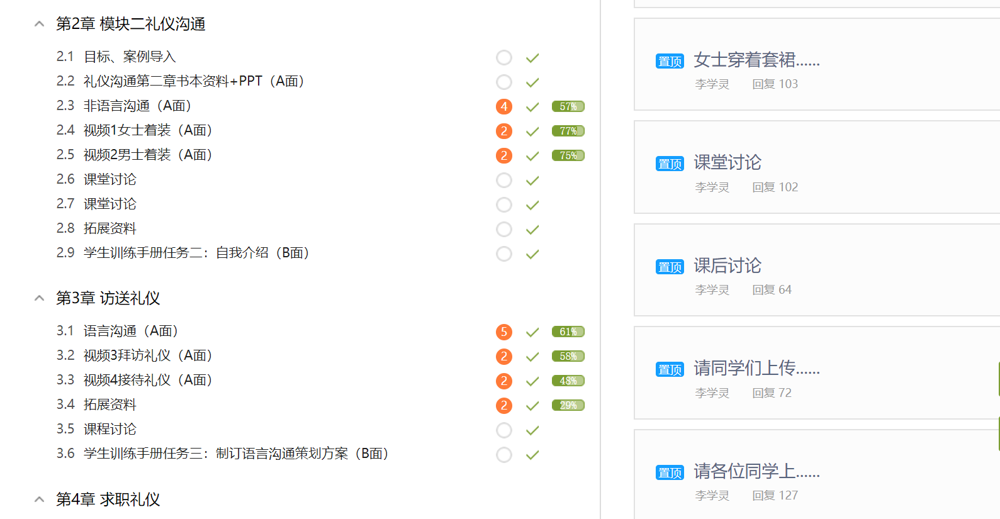 第2章 模块二礼仪沟通
2.1 目标、案例导入
2.2 礼仪沟通第二章书本资料+PPT（A面）
2.3 非语言沟通（A面） 4 57%
2.4 视频1女士着装（A面） 2 77%
2.5 视频2男士着装（A面） 2 75%
2.6 课堂讨论
2.7 课堂讨论
2.8 拓展资料
2.9 学生训练手册任务二：自我介绍（B面）
第3章 访送礼仪
3.1 语言沟通（A面） 5 61%
3.2 视频3拜访礼仪（A面） 2 58%
3.3 视频4接待礼仪（A面） 2 48%
3.4 拓展资料 2 29%
3.5 课程讨论
3.6 学生训练手册任务三：制订语言沟通策划方案（B面）
第4章 求职礼仪
置顶 女士穿着套裙......
李学灵 回复 103
置顶 课堂讨论
李学灵 回复 102
置顶 课后讨论
李学灵 回复 64
置顶 请同学们上传......
李学灵 回复 72
置顶 请各位同学上......
李学灵 回复 127